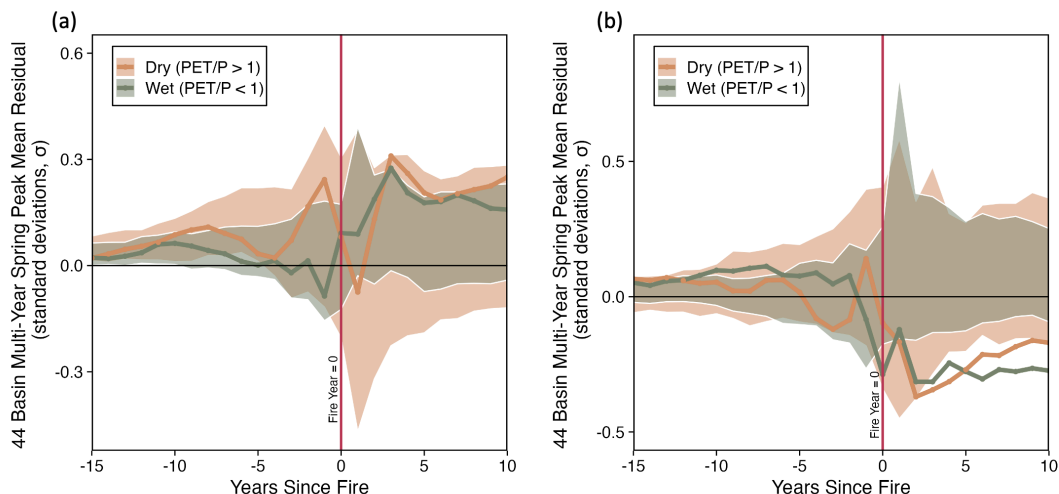 (a)
44 Basin Multi-Year Spring Peak Mean Residual
(standard deviations, σ)
0.6
0.3
0.0
-0.3
Dry (PET/P > 1)
Wet (PET/P < 1)
Fire Year = 0
-15
-10
-5
0
5
10
Years Since Fire
(b)
44 Basin Multi-Year Spring Peak Mean Residual
(standard deviations, σ)
0.5
0.0
-0.5
Dry (PET/P > 1)
Wet (PET/P < 1)
Fire Year = 0
-15
-10
-5
0
5
10
Years Since Fire